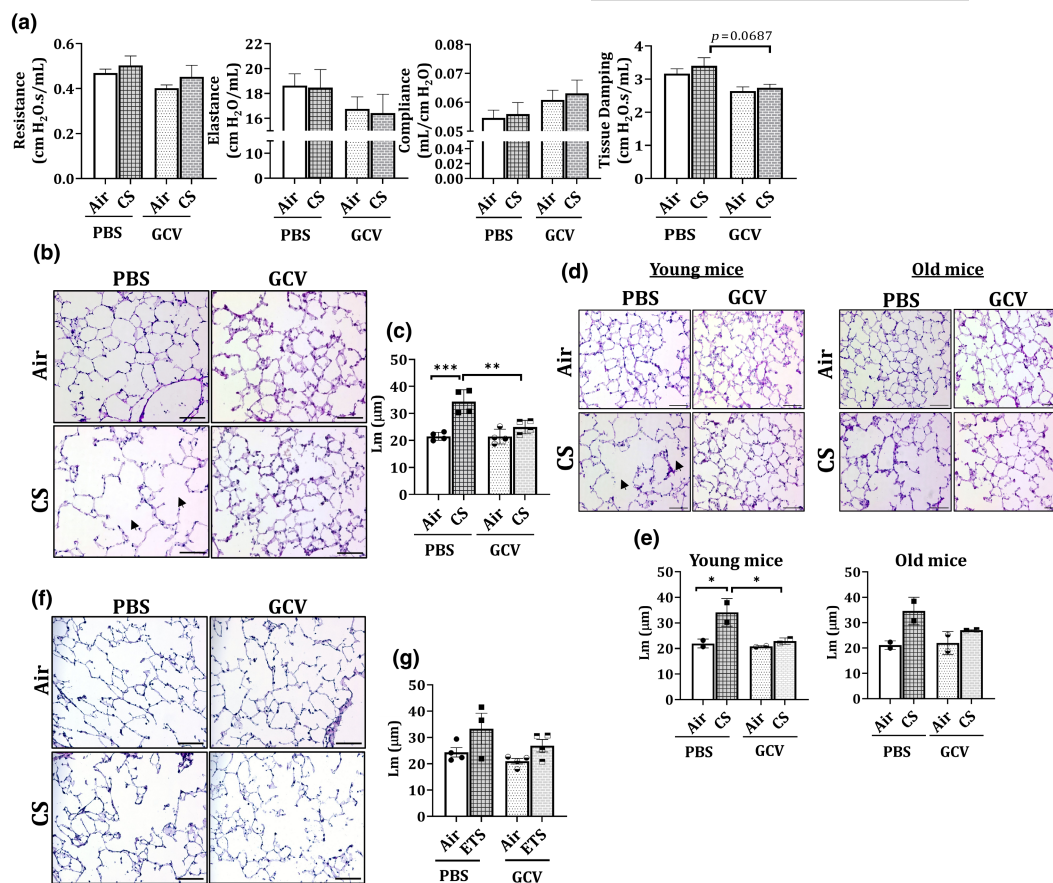 (a)
Resistance
(cm H₂O.s/mL)
0.6
0.4
0.2
0.0
Air
CS
Air
CS
PBS
GCV
Elastance
(cm H₂O/mL)
22
20
18
16
10
0
Air
CS
Air
CS
PBS
GCV
Compliance
(mL/cm H₂O)
0.08
0.07
0.06
0.05
0.04
0.02
0.00
Air
CS
Air
CS
PBS
GCV
Tissue Damping
(cm H₂O.s/mL)
p=0.0687
4
3
2
1
0
Air
CS
Air
CS
PBS
GCV
(b)
PBS
GCV
Air
CS
(c)
Lm (µm)
50
40
30
20
10
0
***
**
Air
CS
Air
CS
PBS
GCV
(d)
Young mice
Old mice
PBS
GCV
PBS
GCV
Air
CS
Air
CS
(e)
Young mice
Lm (µm)
50
40
30
20
10
0
*
*
Air
CS
Air
CS
PBS
GCV
Old mice
Lm (µm)
50
40
30
20
10
0
Air
CS
Air
CS
PBS
GCV
(f)
PBS
GCV
Air
CS
(g)
Lm (µm)
50
40
30
20
10
0
Air
ETS
Air
ETS
PBS
GCV